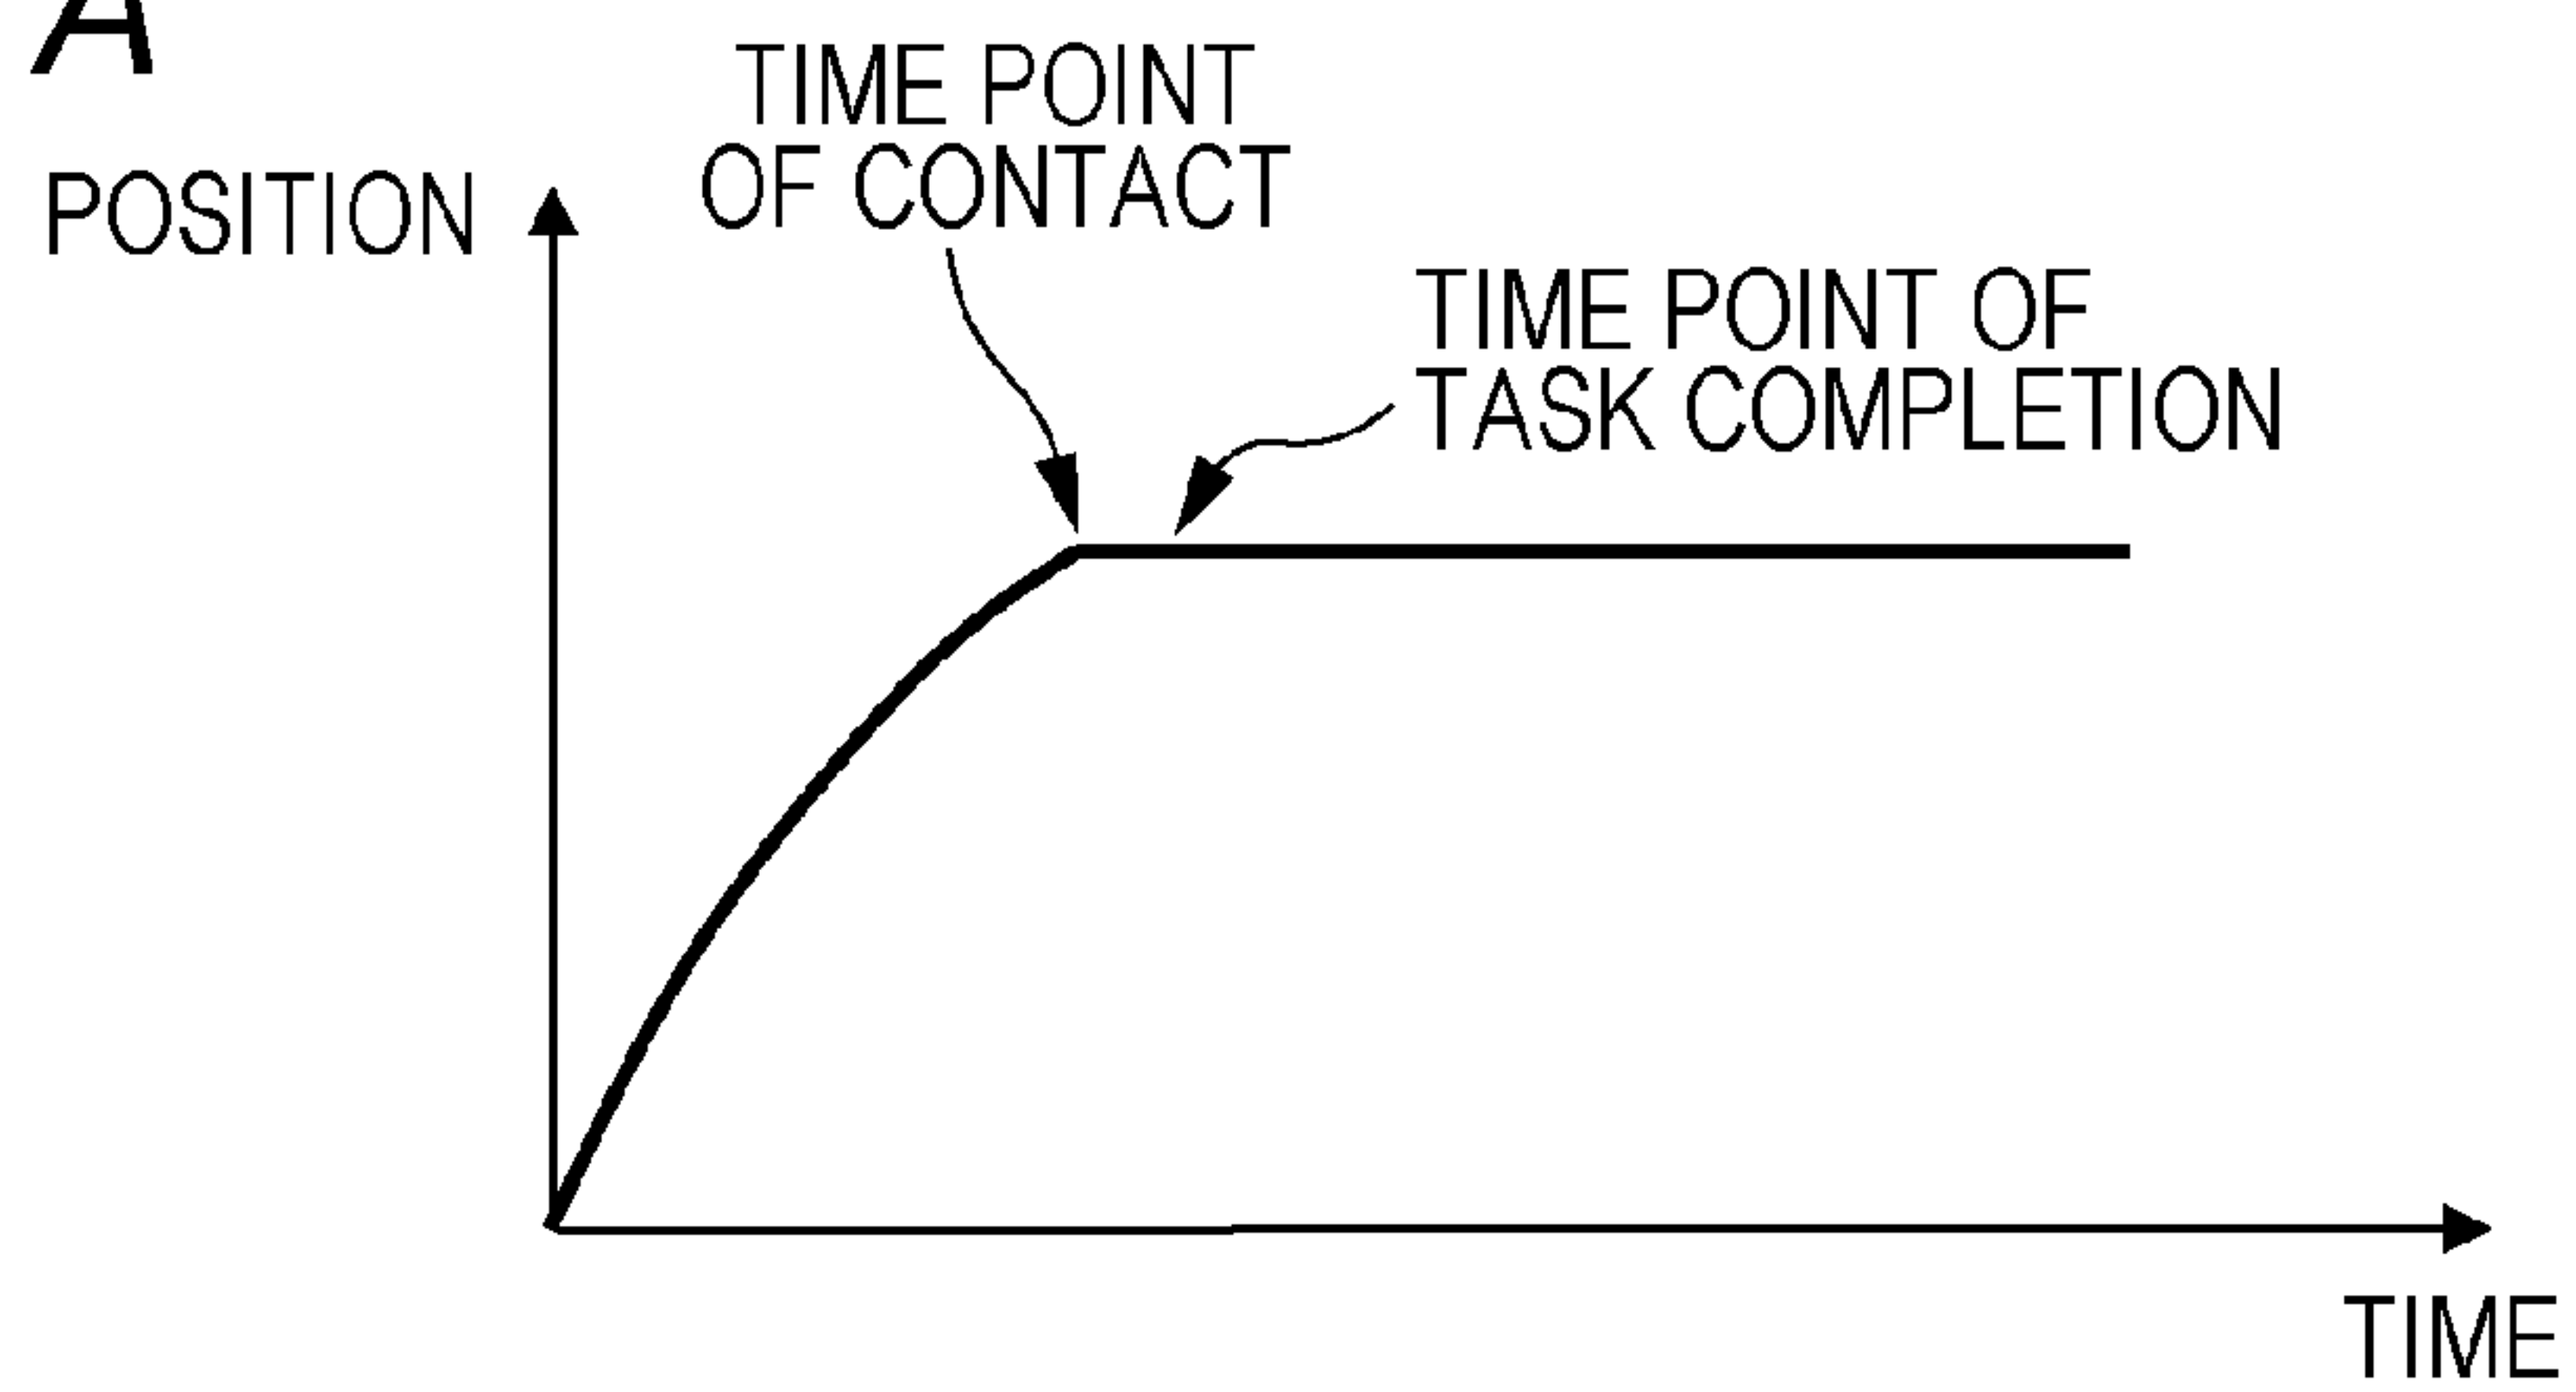 A
TIME POINT
OF CONTACT
POSITION
TIME POINT OF
TASK COMPLETION
TIME